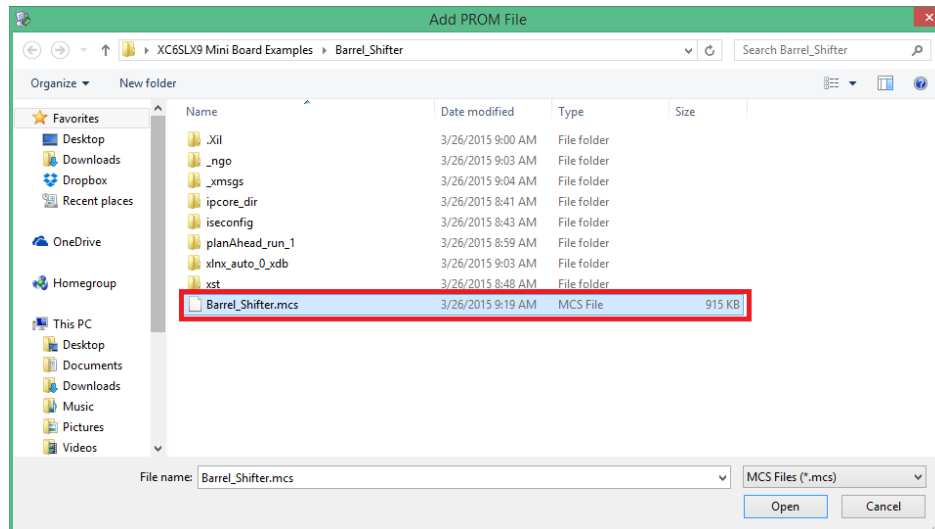 Add PROM File
XC6SLX9 Mini Board Examples Barrel_Shifter
Search Barrel_Shifter
Organize New folder
Name Date modified Type Size
Favorites
Desktop
Downloads
Dropbox
Recent places
OneDrive
Homegroup
This PC
Desktop
Documents
Downloads
Music
Pictures
Videos
.Xil 3/26/2015 9:00 AM File folder
_ngo 3/26/2015 9:03 AM File folder
_xmsgs 3/26/2015 9:04 AM File folder
ipcore_dir 3/26/2015 8:41 AM File folder
iseconfig 3/26/2015 8:43 AM File folder
planAhead_run_1 3/26/2015 8:59 AM File folder
xlnx_auto_0_xdb 3/26/2015 9:03 AM File folder
xst 3/26/2015 8:48 AM File folder
Barrel_Shifter.mcs 3/26/2015 9:19 AM MCS File 915 KB
File name: Barrel_Shifter.mcs MCS Files (*.mcs)
Open Cancel